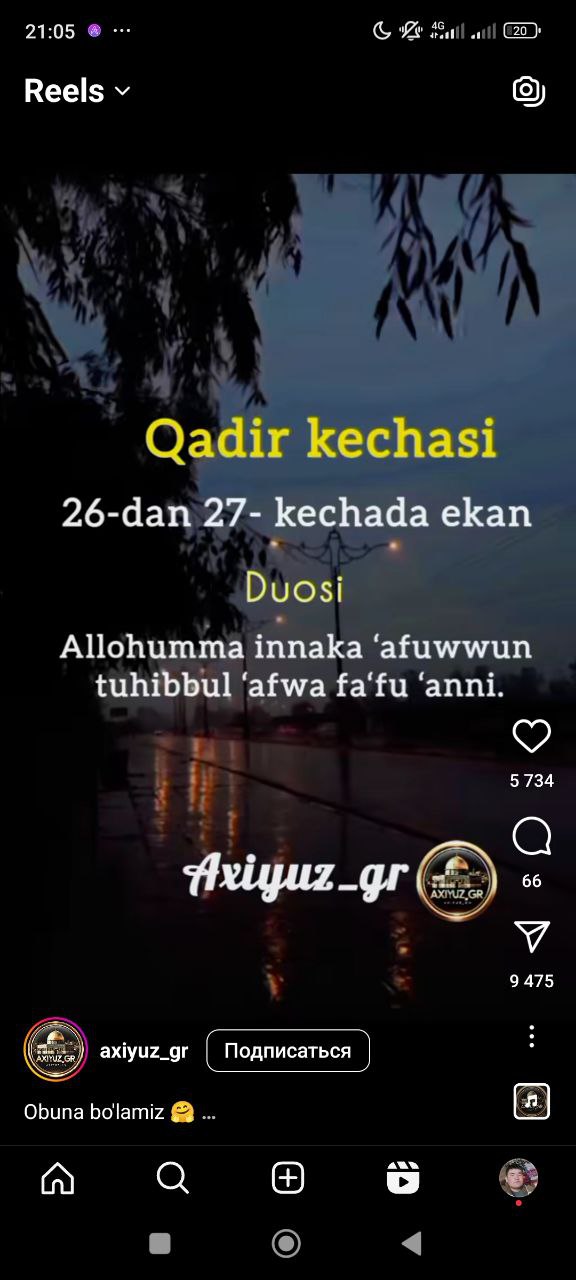 21:05
4G
20
Reels
Qadir kechasi
26-dan 27- kechada ekan
Duosi
Allohumma innaka ‘afuwwun
tuhibbul ‘afwa fa‘fu ‘anni.
5 734
66
Axiyuz_gr
AXIYUZ_GR
9 475
AXIYUZ_GR
axiyuz_gr
Подписаться
Obuna bo'lamiz 🤗 ...